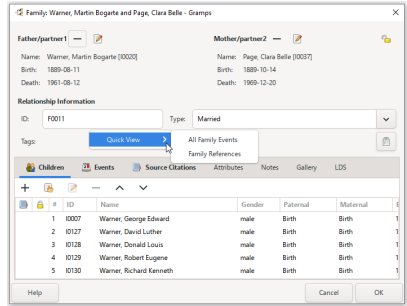 Family: Warner, Martin Bogarte and Page, Clara Belle - Gramps
Father/partner1 Mother/partner2
Name: Warner, Martin Bogarte [I0020] Name: Page, Clara Belle [I0037]
Birth: 1889-08-11 Birth: 1889-10-14
Death: 1961-08-12 Death: 1969-12-20
Relationship Information
ID: F0011 Type: Married
Tags: Quick View All Family Events
Family References
Children Events Source Citations Attributes Notes Gallery LDS
# ID Name Gender Paternal Maternal
1 I0007 Warner, George Edward male Birth Birth
2 I0127 Warner, David Luther male Birth Birth
3 I0128 Warner, Donald Louis male Birth Birth
4 I0129 Warner, Robert Eugene male Birth Birth
5 I0130 Warner, Richard Kenneth male Birth Birth
Help Cancel OK